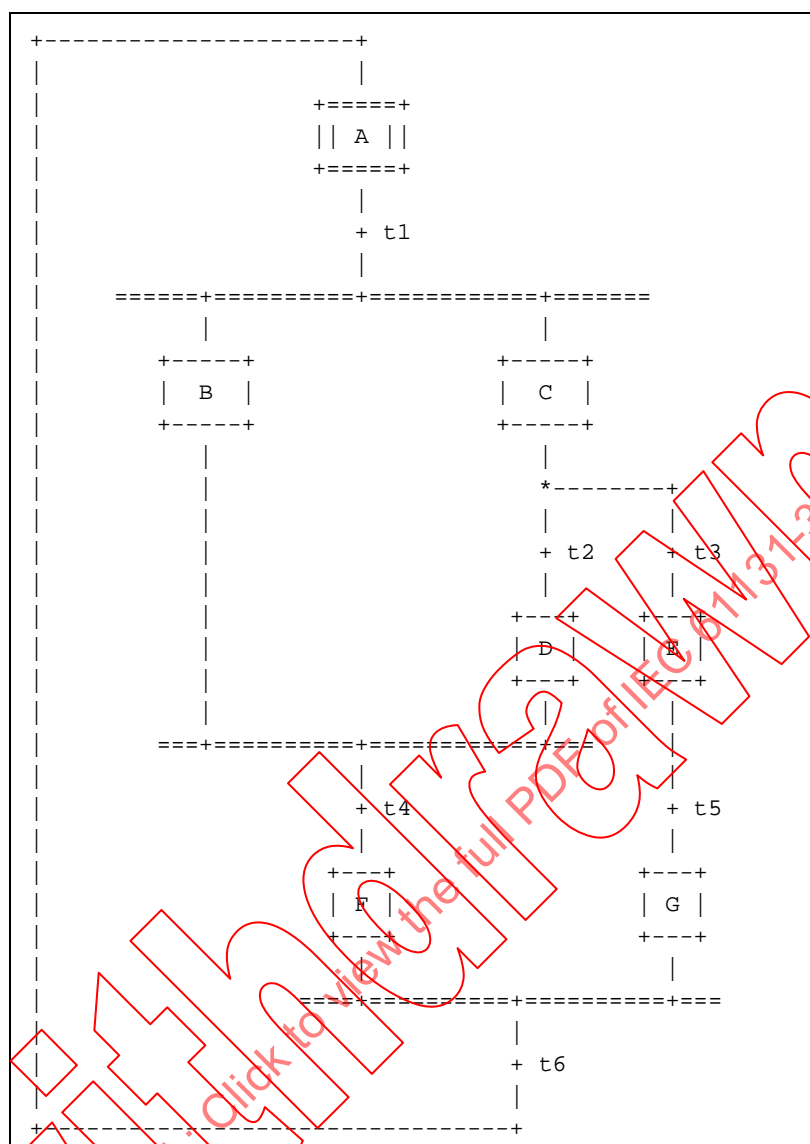 A
t1
B C
t2 t3
D E
t4 t5
F G
t6
withdrawn
: Click to view the full PDF of IEC 61131-3